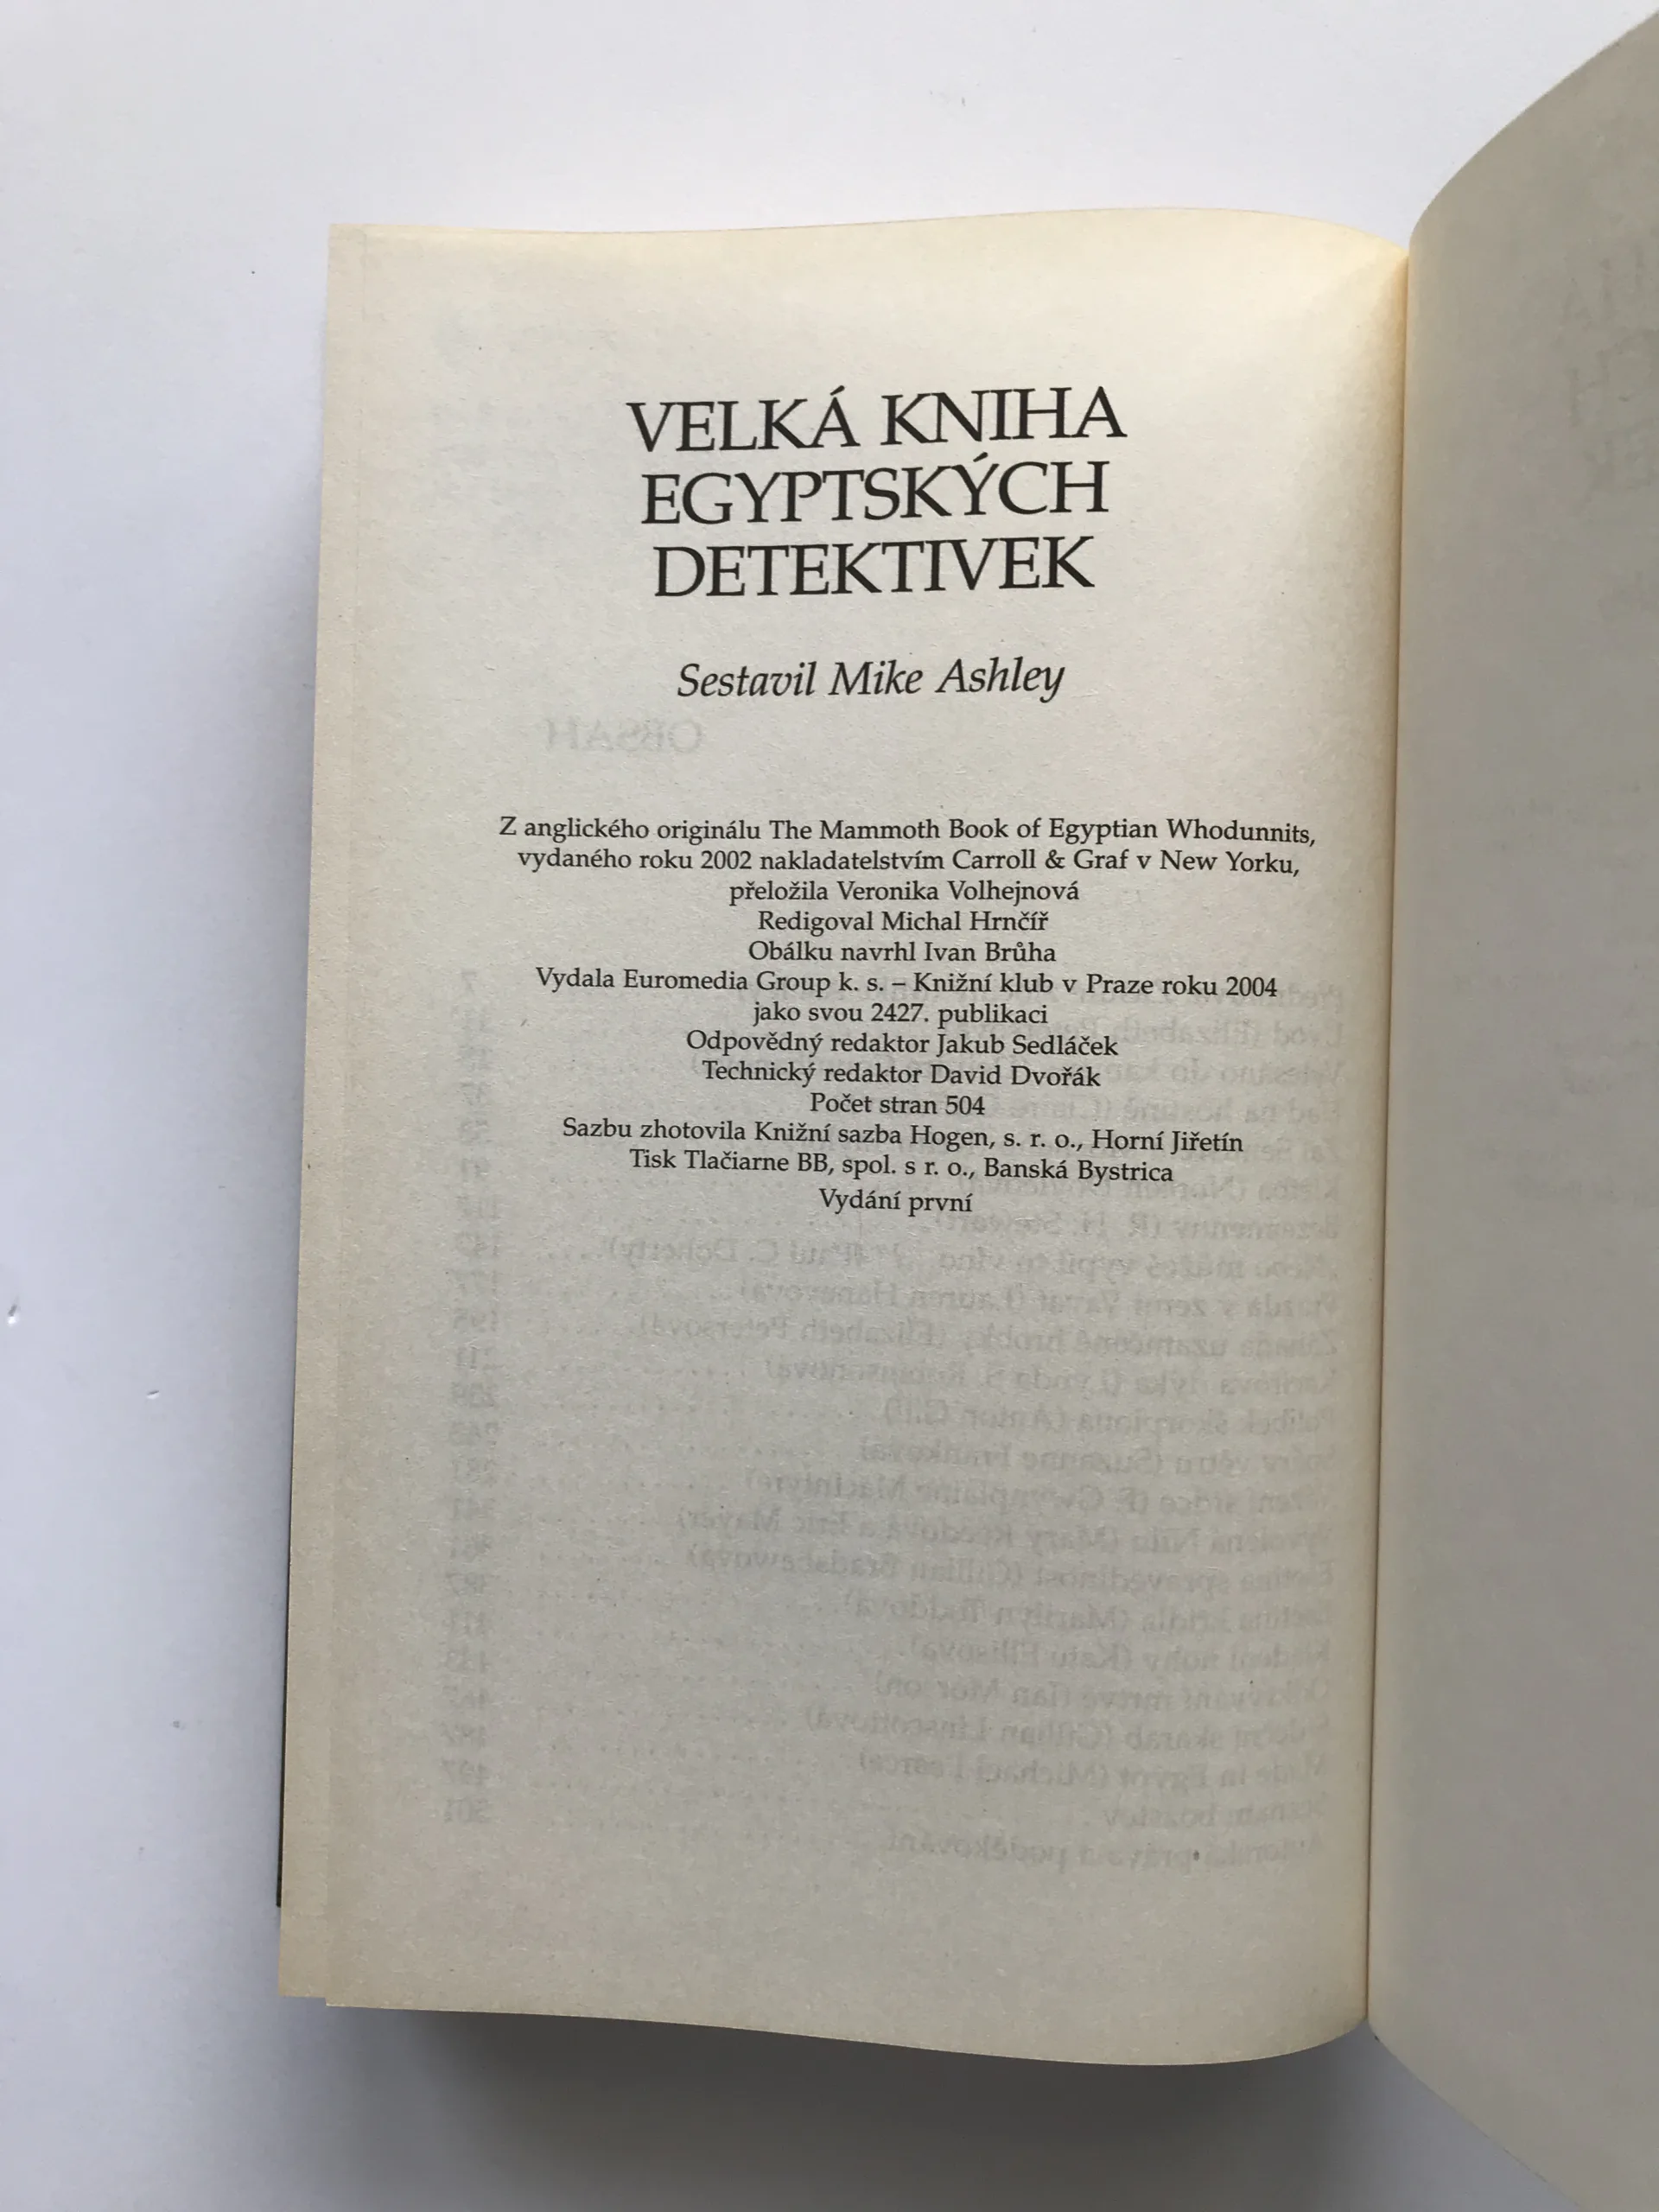 VELKÁ KNIHA
EGYPTSKÝCH
DETEKTIVEK
Sestavil Mike Ashley
Z anglického originálu The Mammoth Book of Egyptian Whodunnits,
vydaného roku 2002 nakladatelstvím Carroll & Graf v New Yorku,
přeložila Veronika Volhejnová
Redigoval Michal Hrnčíř
Obálku navrhl Ivan Brůha
Vydala Euromedia Group k. s. – Knižní klub v Praze roku 2004
jako svou 2427. publikaci
Odpovědný redaktor Jakub Sedláček
Technický redaktor David Dvořák
Počet stran 504
Sazbu zhotovila Knižní sazba Hogen, s. r. o., Horní Jiřetín
Tisk Tlačiarne BB, spol. s r. o., Banská Bystrica
Vydání první